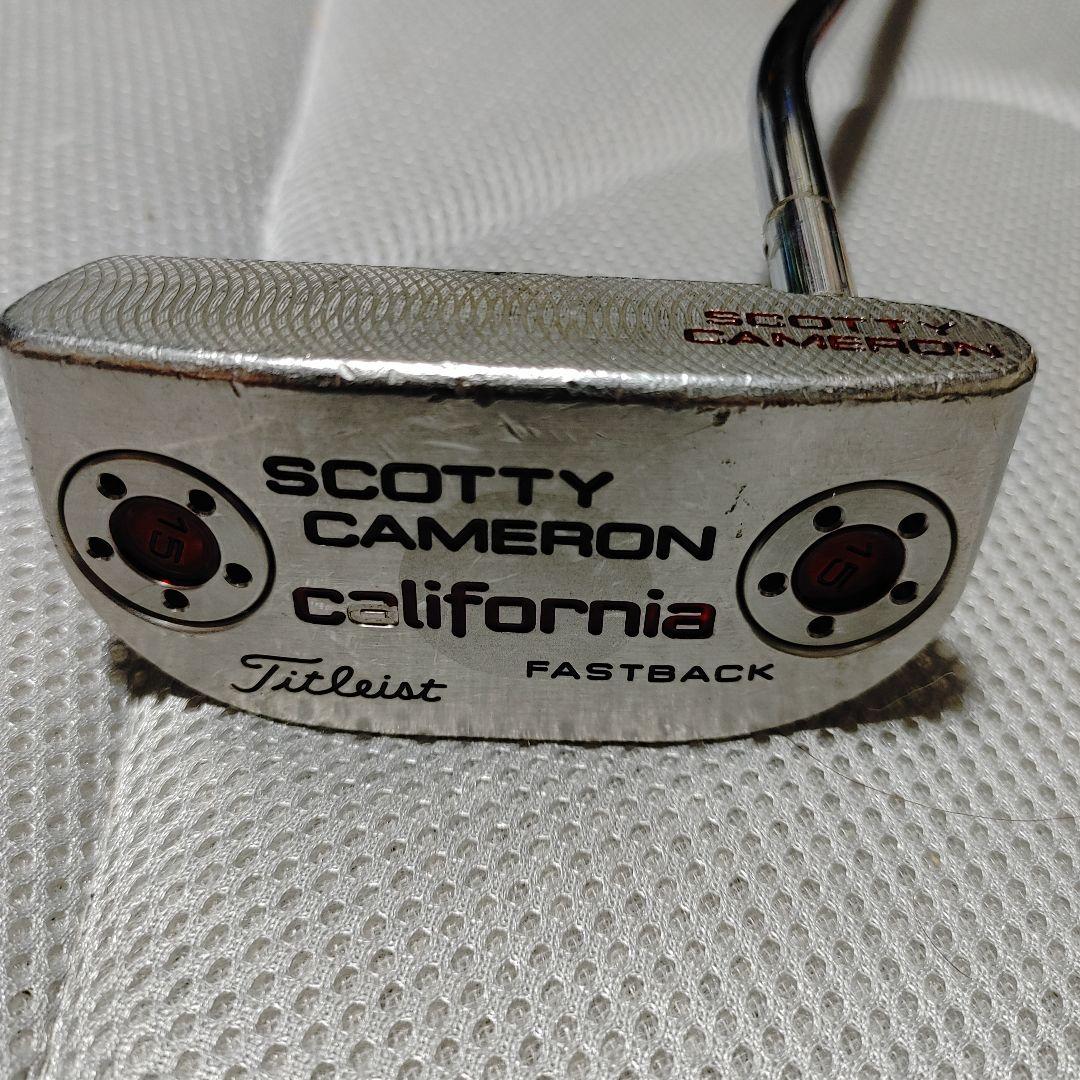 SCOTTY
CAMERON
SCOTTY
CAMERON
california
Titleist
FASTBACK
15
15